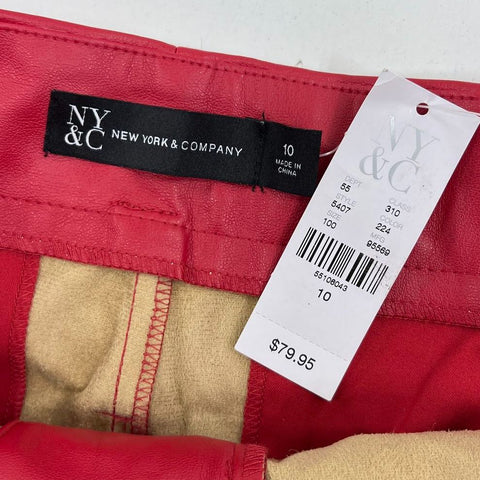 NY
&C NEW YORK & COMPANY
10
MADE IN
CHINA
NY
&C
DEPT CLASS
55 310
STYLE COLOR
5407 224
SIZE MFG
100 95569
55108043
10
$79.95